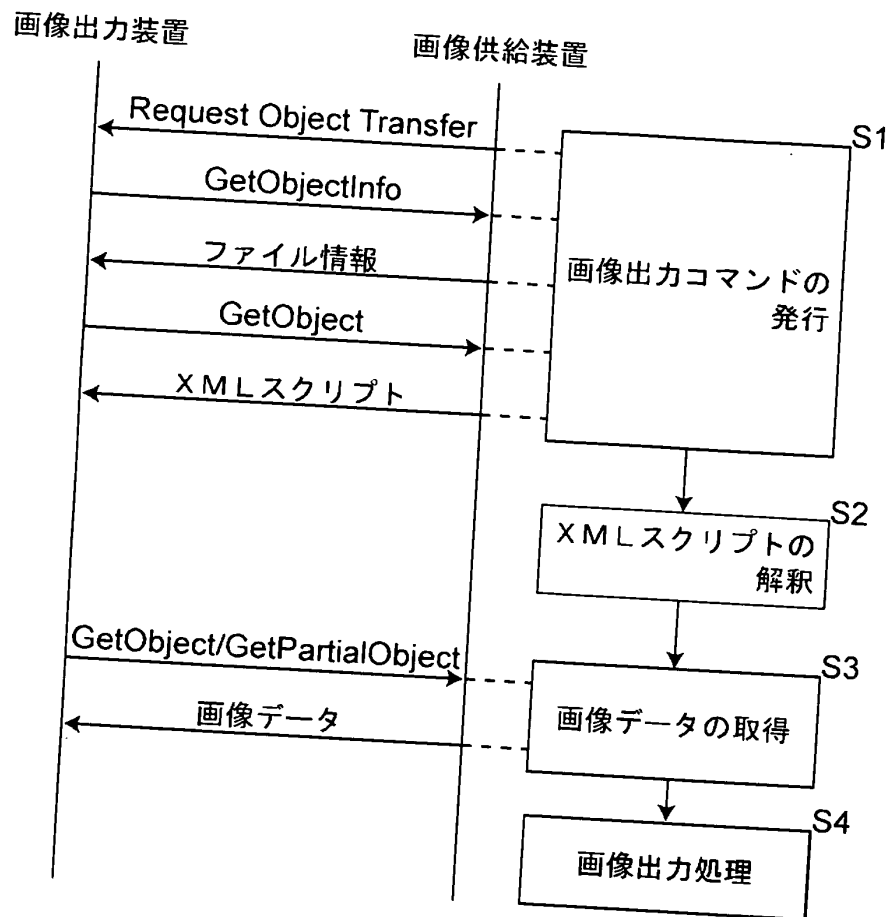 画像出力装置
画像供給装置
Request Object Transfer
S1
GetObjectInfo
ファイル情報
画像出力コマンドの
発行
GetObject
XMLスクリプト
S2
XMLスクリプトの
解釈
GetObject/GetPartialObject
S3
画像データ
画像データの取得
S4
画像出力処理